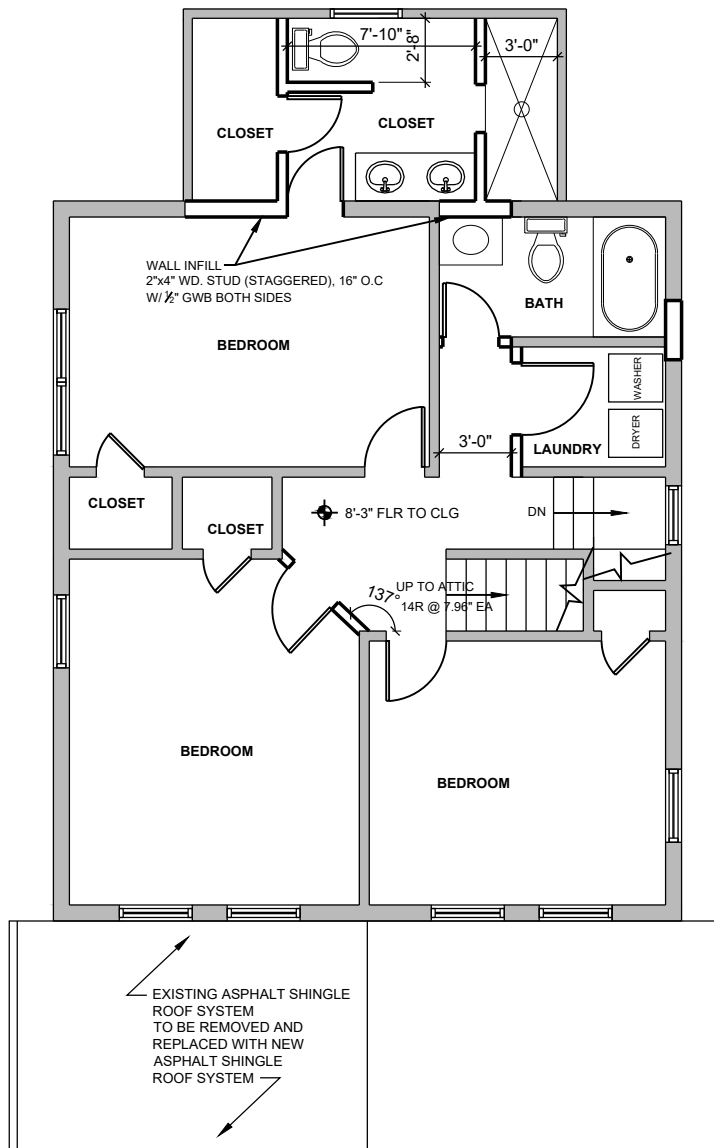 7'-10"
2'-8"
3'-0"
CLOSET
CLOSET
WALL INFILL
2"x4" WD. STUD (STAGGERED), 16" O.C
W/ ½" GWB BOTH SIDES
BATH
BEDROOM
WASHER
DRYER
3'-0"
LAUNDRY
CLOSET
CLOSET
8'-3" FLR TO CLG
DN
137°
UP TO ATTIC
14R @ 7.96" EA
BEDROOM
BEDROOM
EXISTING ASPHALT SHINGLE
ROOF SYSTEM
TO BE REMOVED AND
REPLACED WITH NEW
ASPHALT SHINGLE
ROOF SYSTEM